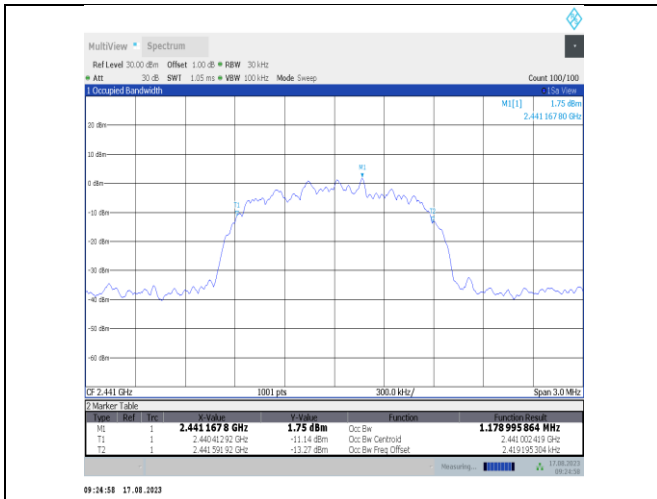 MultiView Spectrum
Ref Level 30.00 dBm Offset 1.00 dB RBW 30 kHz
Att 30 dB SWT 1.05 ms VBW 100 kHz Mode Sweep Count 100/100
1 Occupied Bandwidth 1Sa View
M1[1] 1.75 dBm
2.441 167 80 GHz
20 dBm
10 dBm
M1
0 dBm
T1
-10 dBm
T2
-20 dBm
-30 dBm
-40 dBm
-50 dBm
-60 dBm
CF 2.441 GHz 1001 pts 300.0 kHz/ Span 3.0 MHz
2 Marker Table
Type Ref Trc X-Value Y-Value Function Function Result
M1 1 2.441 167 8 GHz 1.75 dBm Occ Bw 1.178 995 864 MHz
T1 1 2.440 412 92 GHz -11.14 dBm Occ Bw Centroid 2.441 002 419 GHz
T2 1 2.441 591 92 GHz -13.27 dBm Occ Bw Freq Offset 2.419 195 304 kHz
Measuring... 17.08.2023
09:24:58
09:24:58 17.08.2023